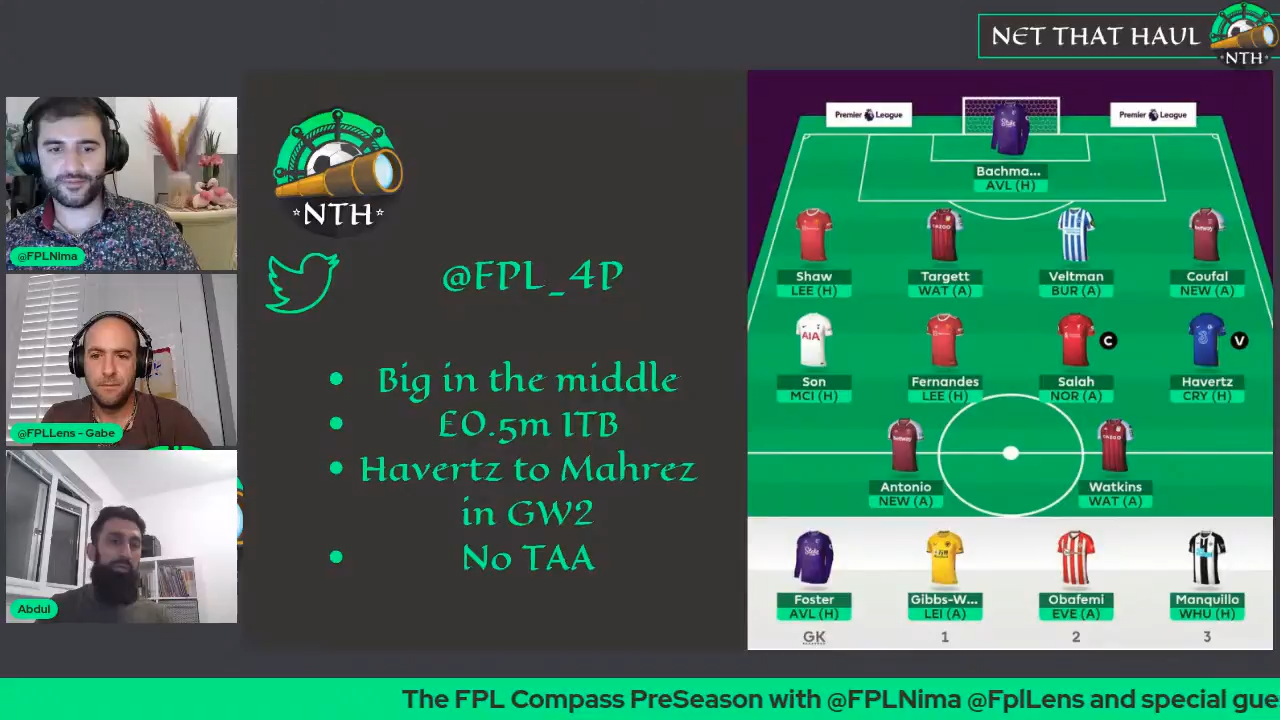 NET THAT HAUL
NTH
@FPLNima
@FPLLens - Gabe
Abdul
NTH
@FPL_4P
• Big in the middle
• £0.5m ITB
• Havertz to Mahrez
in GW2
• No TAA
Premier League
Premier League
Bachma...
AVL (H)
Shaw
LEE (H)
Targett
WAT (A)
Veltman
BUR (A)
Coufal
NEW (A)
AIA
C
3
V
Son
MCI (H)
Fernandes
LEE (H)
Salah
NOR (A)
Havertz
CRY (H)
Antonio
NEW (A)
Watkins
WAT (A)
Foster
AVL (H)
Gibbs-W...
LEI (A)
Obafemi
EVE (A)
Manquillo
WHU (H)
GK
1
2
3
The FPL Compass PreSeason with @FPLNima @FplLens and special gue